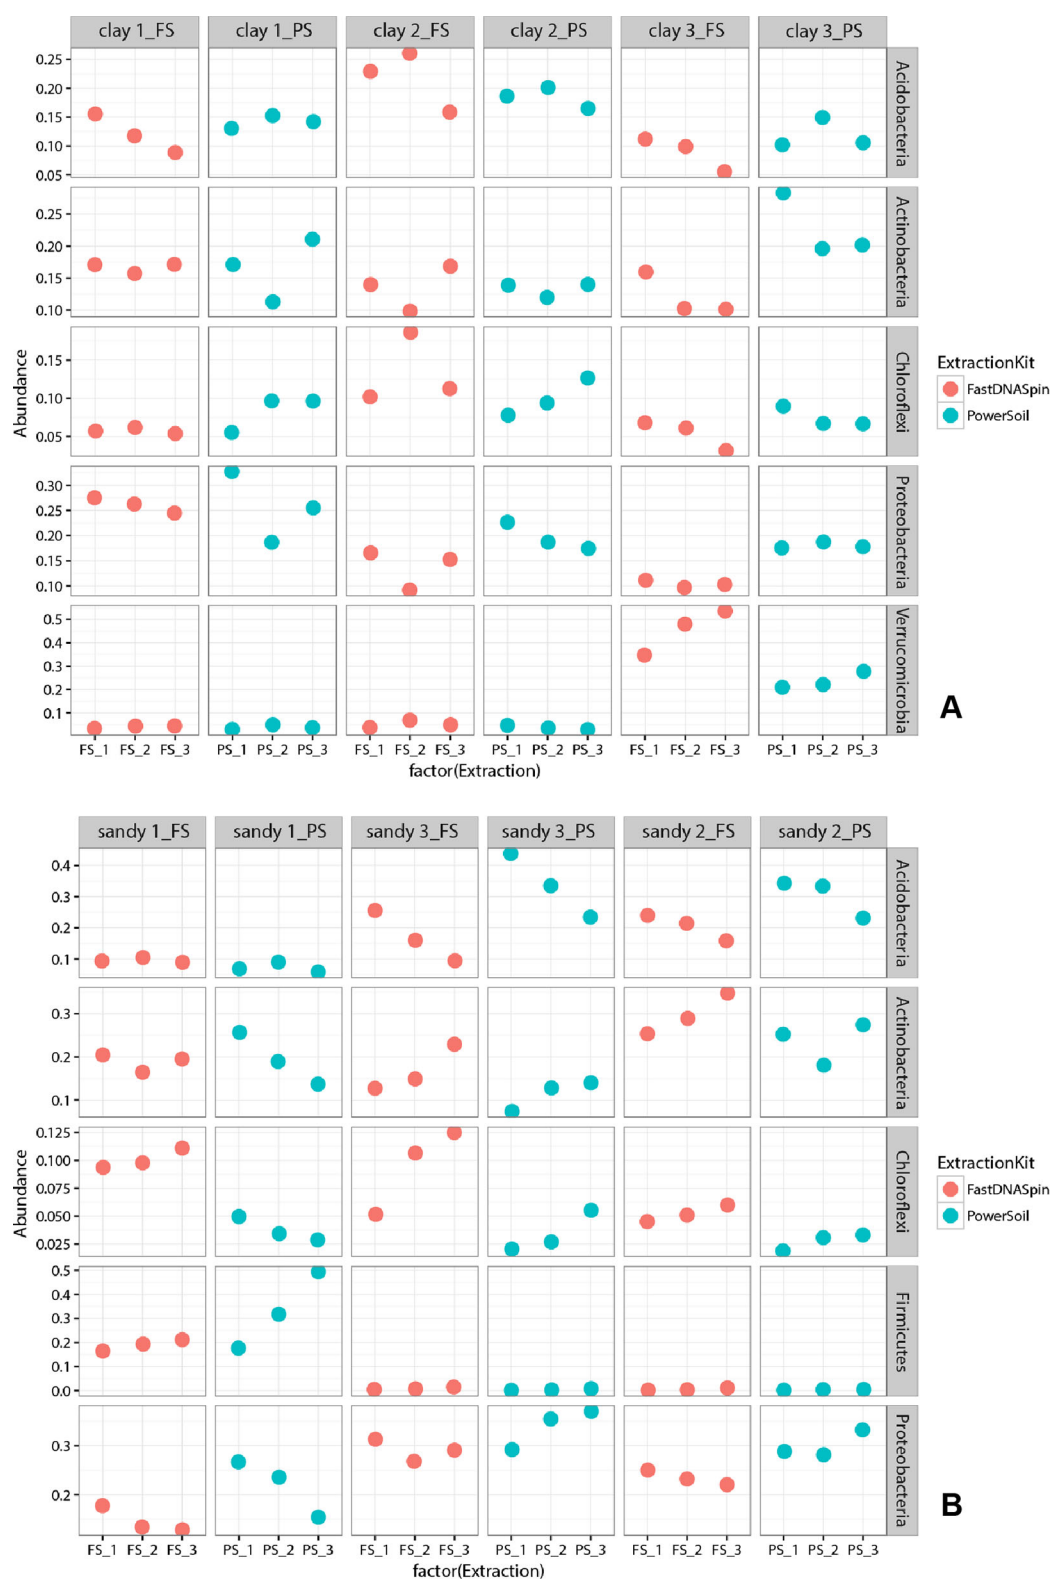 clay 1_FS clay 1_PS clay 2_FS clay 2_PS clay 3_FS clay 3_PS
0.25
0.20
0.15
0.10
0.05
Acidobacteria
0.25
0.20
0.15
0.10
Actinobacteria
0.15
0.10
0.05
Chloroflexi
0.30
0.25
0.20
0.15
0.10
Proteobacteria
0.5
0.4
0.3
0.2
0.1
Verrucomicrobia
Abundance
FS_1 FS_2 FS_3 PS_1 PS_2 PS_3 FS_1 FS_2 FS_3 PS_1 PS_2 PS_3 FS_1 FS_2 FS_3 PS_1 PS_2 PS_3
factor(Extraction)
ExtractionKit
FastDNASpin
PowerSoil
A
sandy 1_FS sandy 1_PS sandy 3_FS sandy 3_PS sandy 2_FS sandy 2_PS
0.4
0.3
0.2
0.1
Acidobacteria
0.3
0.2
0.1
Actinobacteria
0.125
0.100
0.075
0.050
0.025
Chloroflexi
0.5
0.4
0.3
0.2
0.1
0.0
Firmicutes
0.3
0.2
Proteobacteria
Abundance
FS_1 FS_2 FS_3 PS_1 PS_2 PS_3 FS_1 FS_2 FS_3 PS_1 PS_2 PS_3 FS_1 FS_2 FS_3 PS_1 PS_2 PS_3
factor(Extraction)
ExtractionKit
FastDNASpin
PowerSoil
B